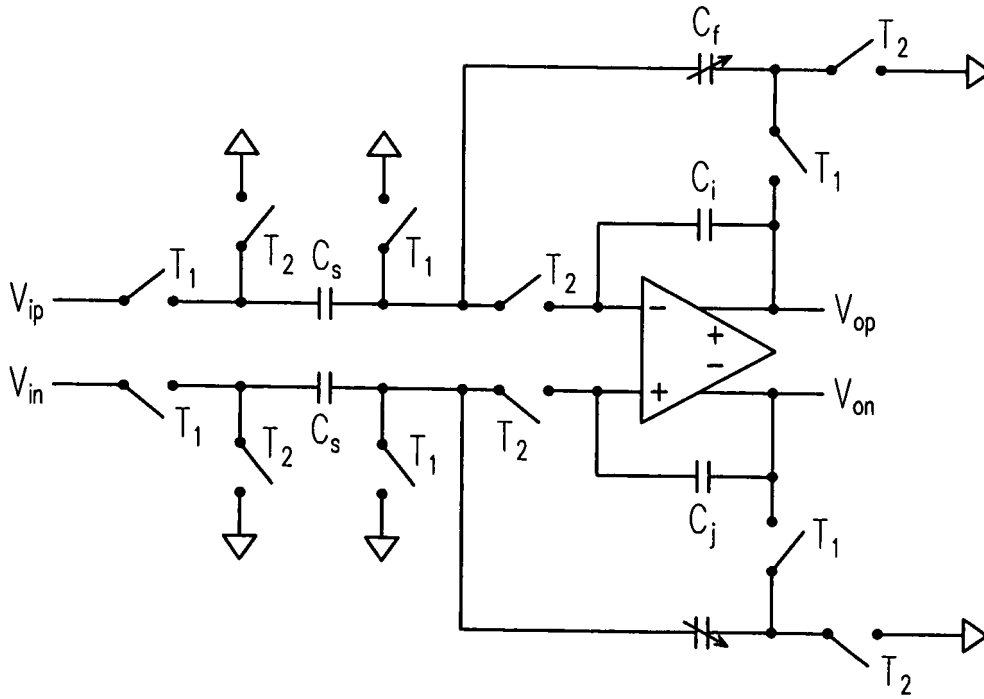 C_f
T_2
T_1
C_i
T_2
T_1
C_s
T_1
T_2
V_ip
−
+
V_op
−
V_in
+
V_on
T_1
T_2
C_s
T_1
T_2
C_j
T_1
T_2